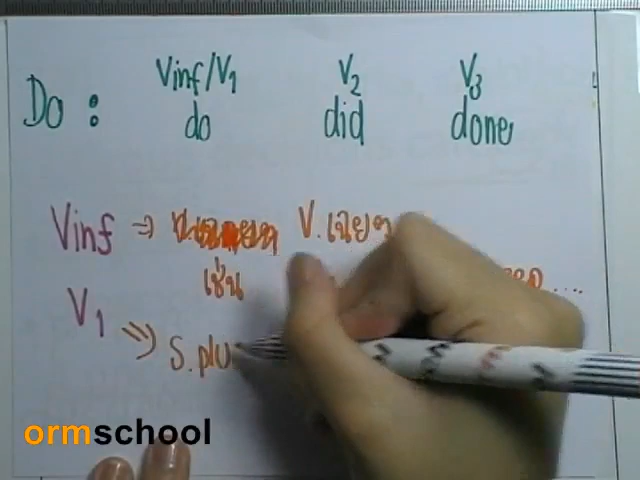 Vinf/V1 V2 V3
Do : do did done
Vinf ⇒ V. เฉยๆ
เช่น ....
V1 ⇒ S. plu
ormschool